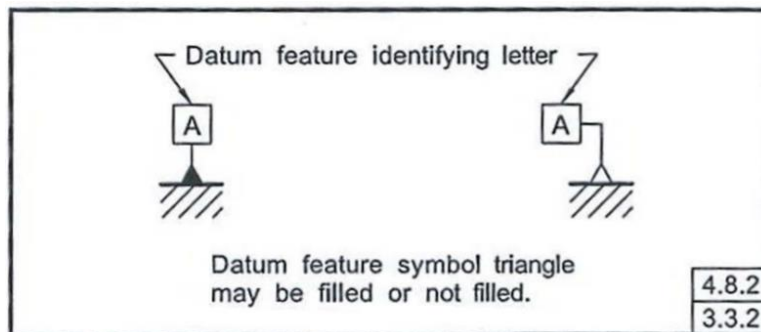 Datum feature identifying letter
A
A
Datum feature symbol triangle
may be filled or not filled.
4.8.2
3.3.2